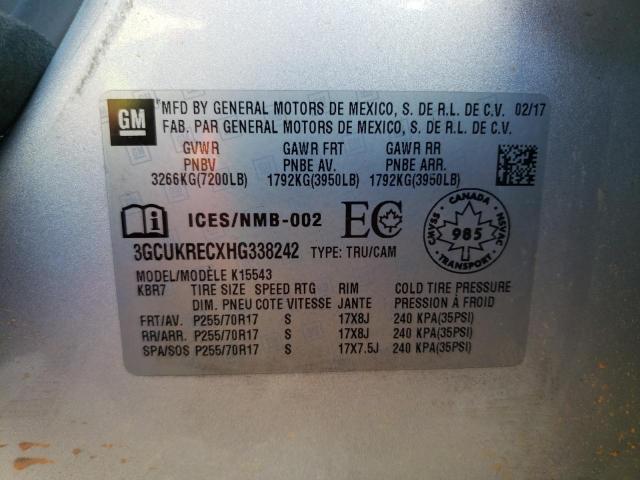 GM
MFD BY GENERAL MOTORS DE MEXICO, S. DE R.L. DE C.V. 02/17
FAB. PAR GENERAL MOTORS DE MEXICO, S. DE R.L. DE C.V.
GVWR GAWR FRT GAWR RR
PNBV PNBE AV. PNBE ARR.
3266KG(7200LB) 1792KG(3950LB) 1792KG(3950LB)
ICES/NMB-002 EC
CANADA
CMVSS 985 NSVAC
TRANSPORT
3GCUKRECXHG338242 TYPE: TRU/CAM
MODEL/MODÈLE K15543
KBR7 TIRE SIZE SPEED RTG RIM COLD TIRE PRESSURE
DIM. PNEU COTE VITESSE JANTE PRESSION À FROID
FRT/AV. P255/70R17 S 17X8J 240 KPA(35PSI)
RR/ARR. P255/70R17 S 17X8J 240 KPA(35PSI)
SPA/SOS P255/70R17 S 17X7.5J 240 KPA(35PSI)